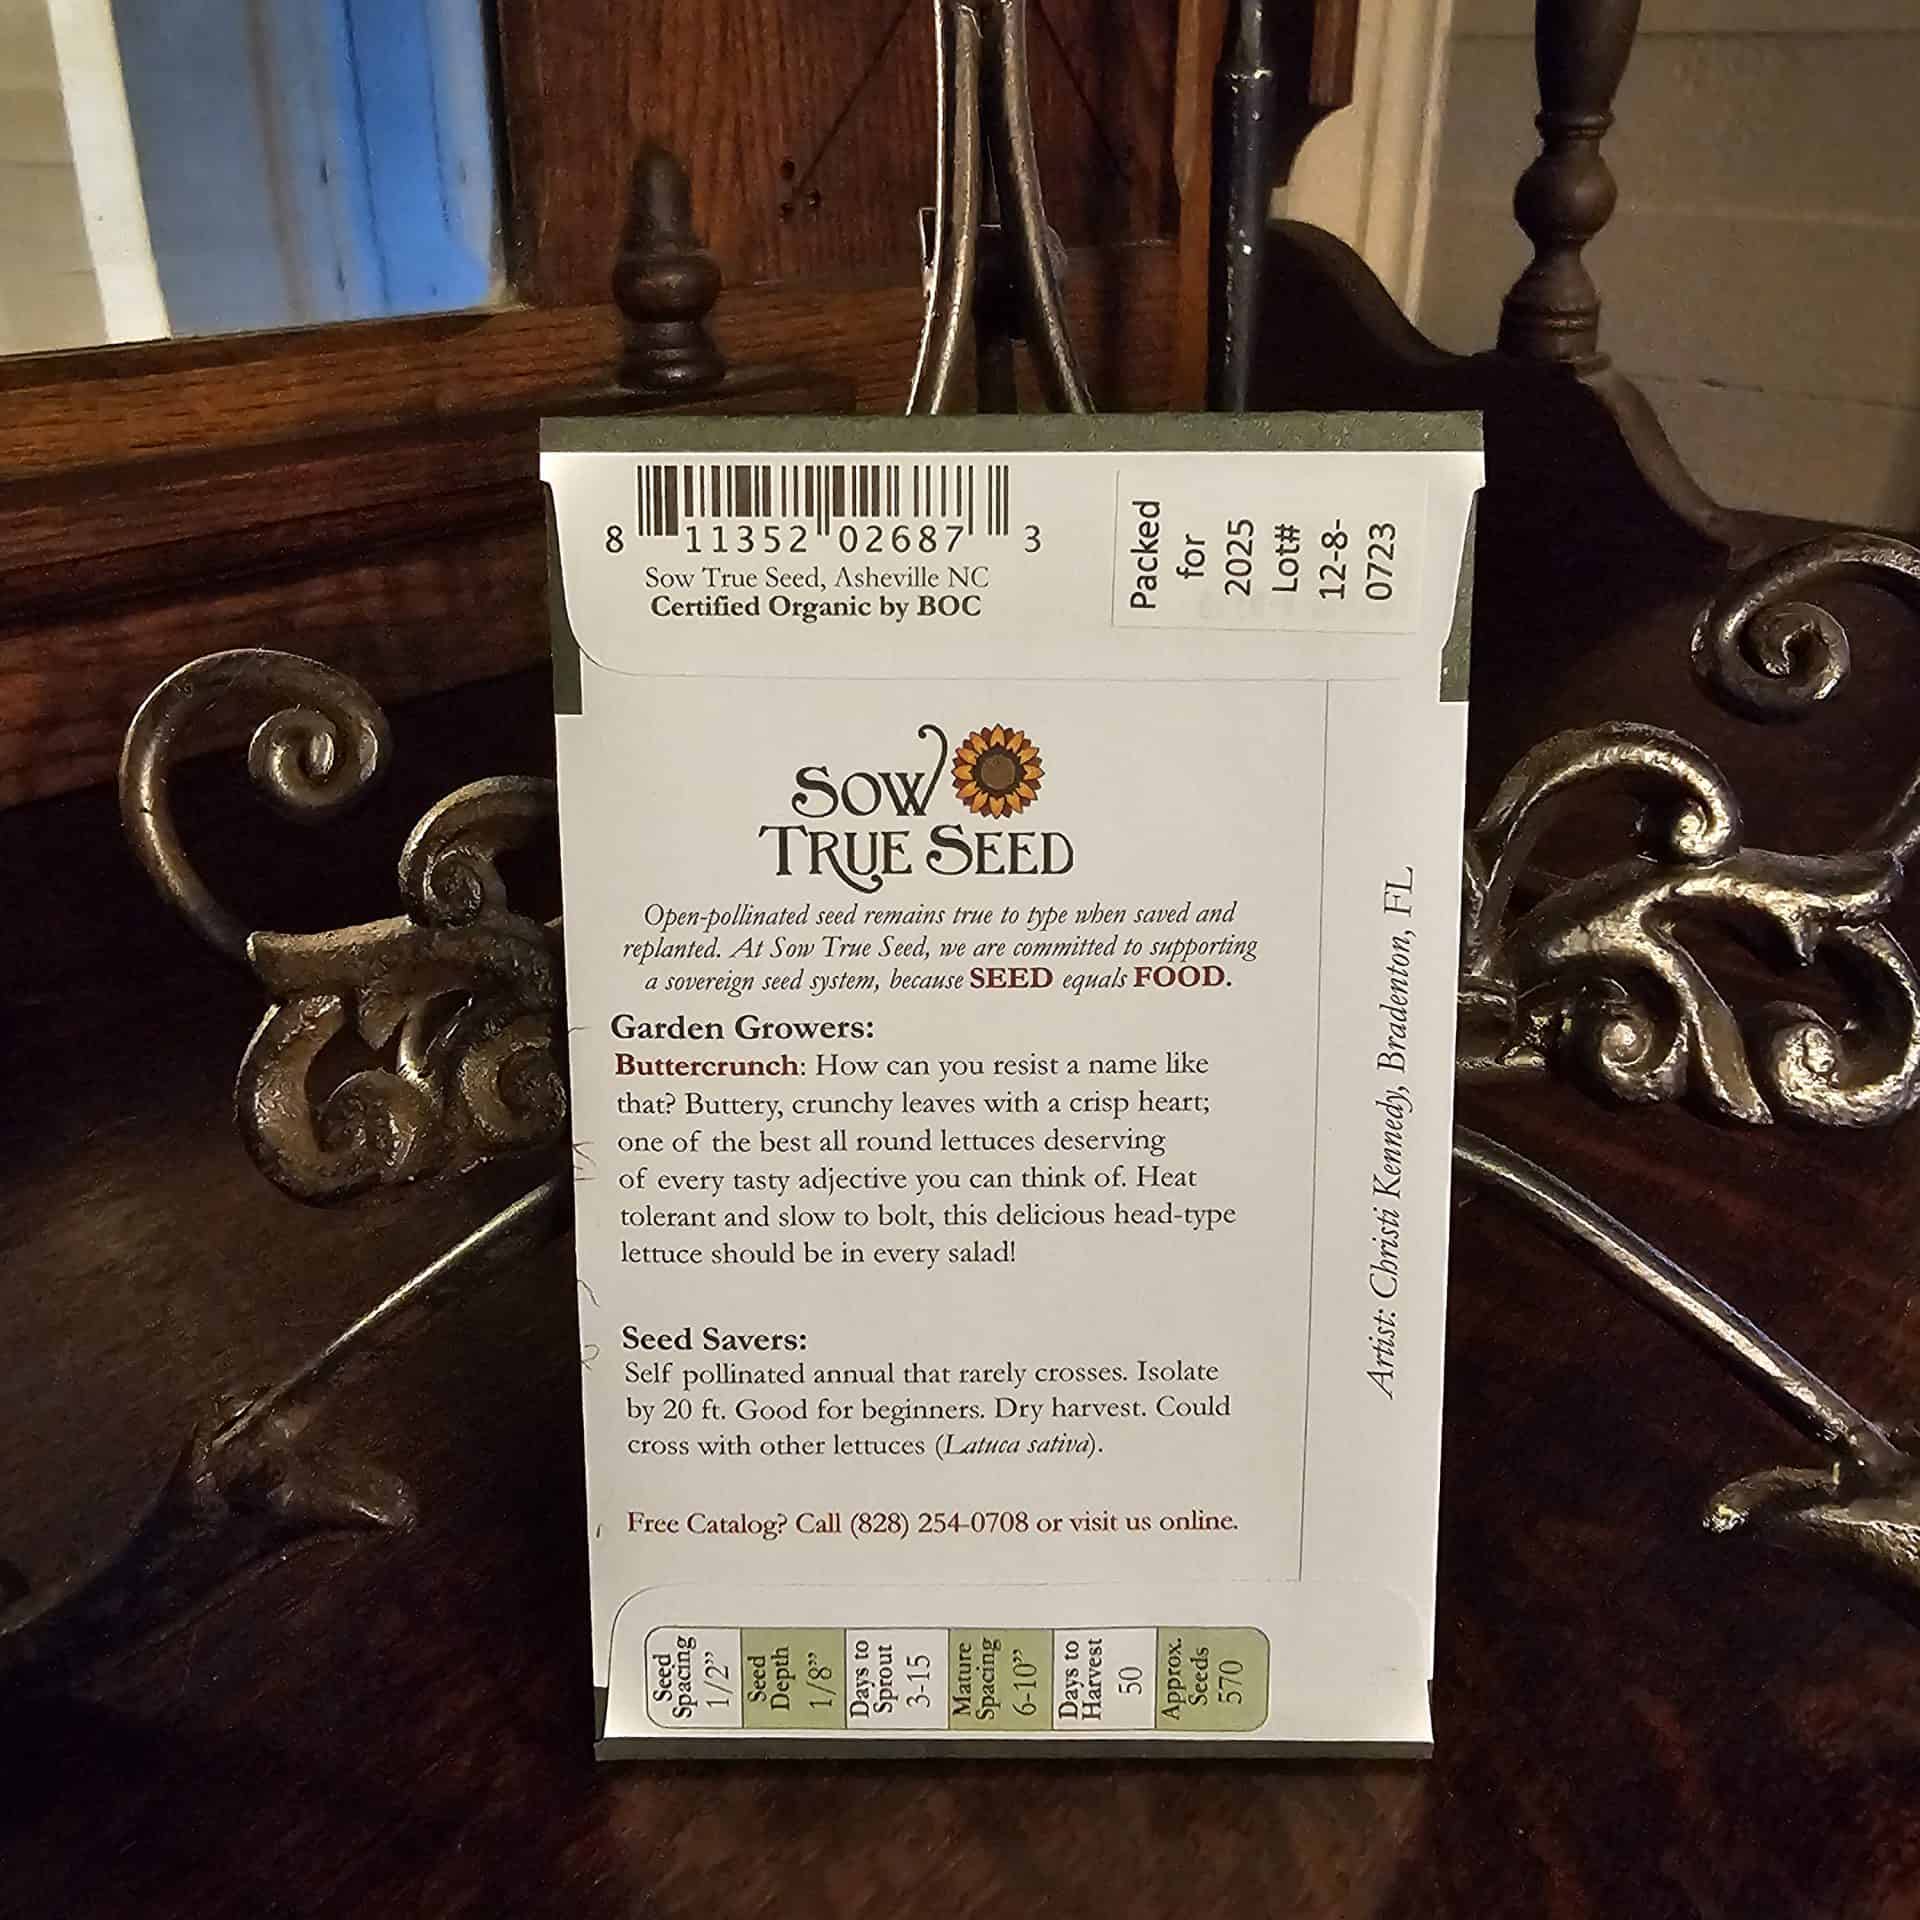 8 11352 02687 3
Sow True Seed, Asheville NC
Certified Organic by BOC
Packed
for
2025
Lot#
12-8-
0723
SOW
TRUE SEED
Open-pollinated seed remains true to type when saved and
replanted. At Sow True Seed, we are committed to supporting
a sovereign seed system, because SEED equals FOOD.
Garden Growers:
Buttercrunch: How can you resist a name like
that? Buttery, crunchy leaves with a crisp heart;
one of the best all round lettuces deserving
of every tasty adjective you can think of. Heat
tolerant and slow to bolt, this delicious head-type
lettuce should be in every salad!
Seed Savers:
Self pollinated annual that rarely crosses. Isolate
by 20 ft. Good for beginners. Dry harvest. Could
cross with other lettuces (Latuca sativa).
Free Catalog? Call (828) 254-0708 or visit us online.
Artist: Christi Kennedy, Bradenton, FL
Seed
Spacing
1/2”
Seed
Depth
1/8”
Days to
Sprout
3-15
Mature
Spacing
6-10”
Days to
Harvest
50
Approx.
Seeds
570